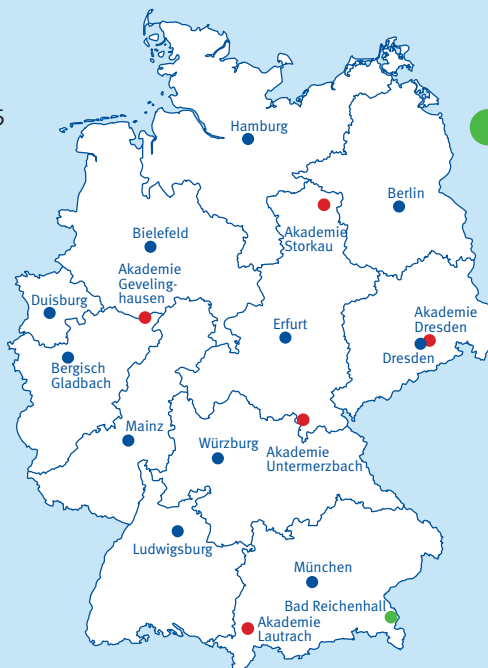 5
Hamburg
Berlin
Akademie
Storkau
Bielefeld
Akademie
Geveling-
hausen
Duisburg
Akademie
Dresden
Erfurt
Dresden
Bergisch
Gladbach
Mainz
Würzburg
Akademie
Untermerzbach
Ludwigsburg
München
Bad Reichenhall
Akademie
Lautrach